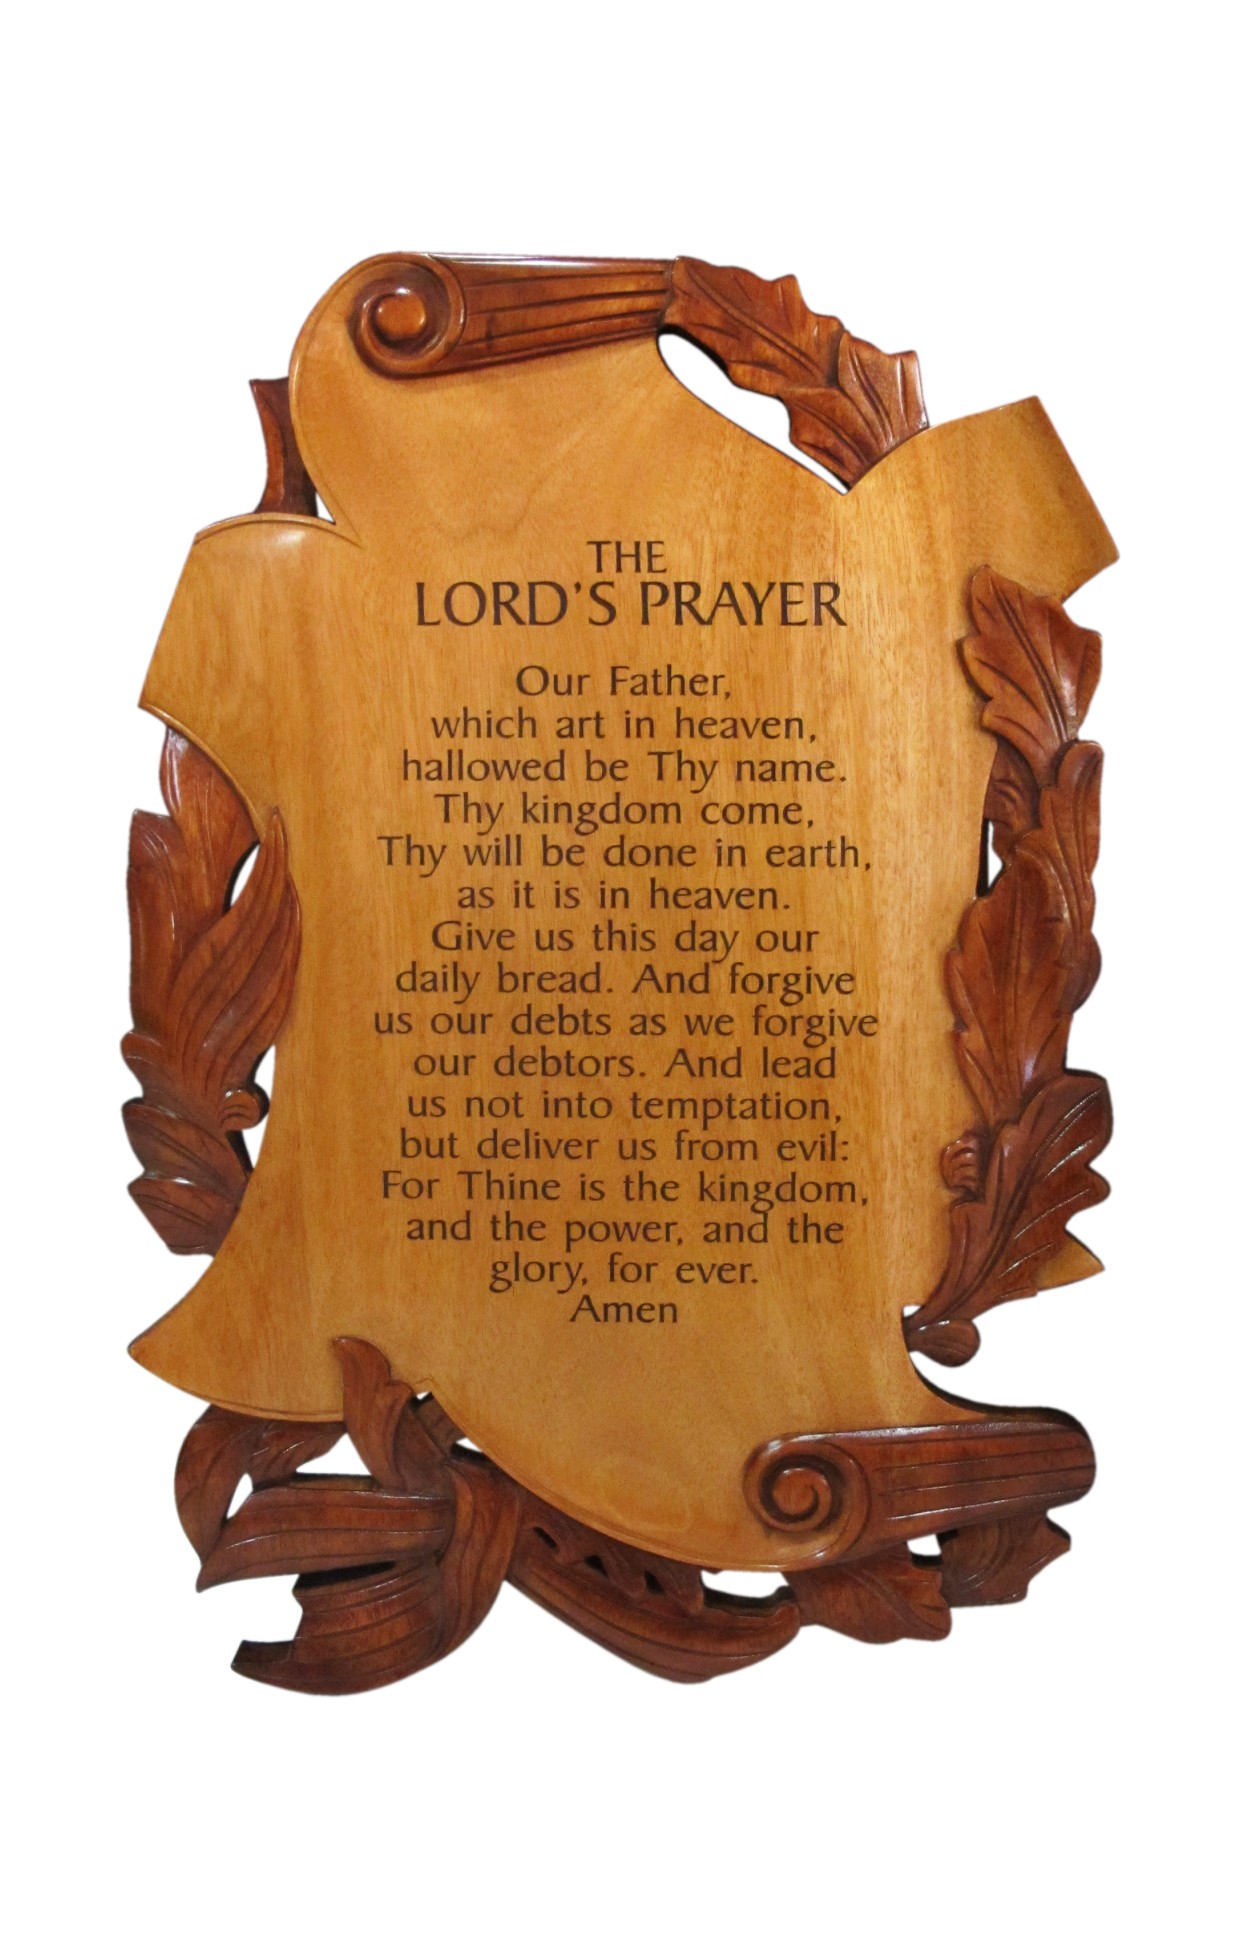 THE
LORD'S PRAYER
Our Father,
which art in heaven,
hallowed be Thy name.
Thy kingdom come,
Thy will be done in earth,
as it is in heaven.
Give us this day our
daily bread. And forgive
us our debts as we forgive
our debtors. And lead
us not into temptation,
but deliver us from evil:
For Thine is the kingdom,
and the power, and the
glory, for ever.
Amen